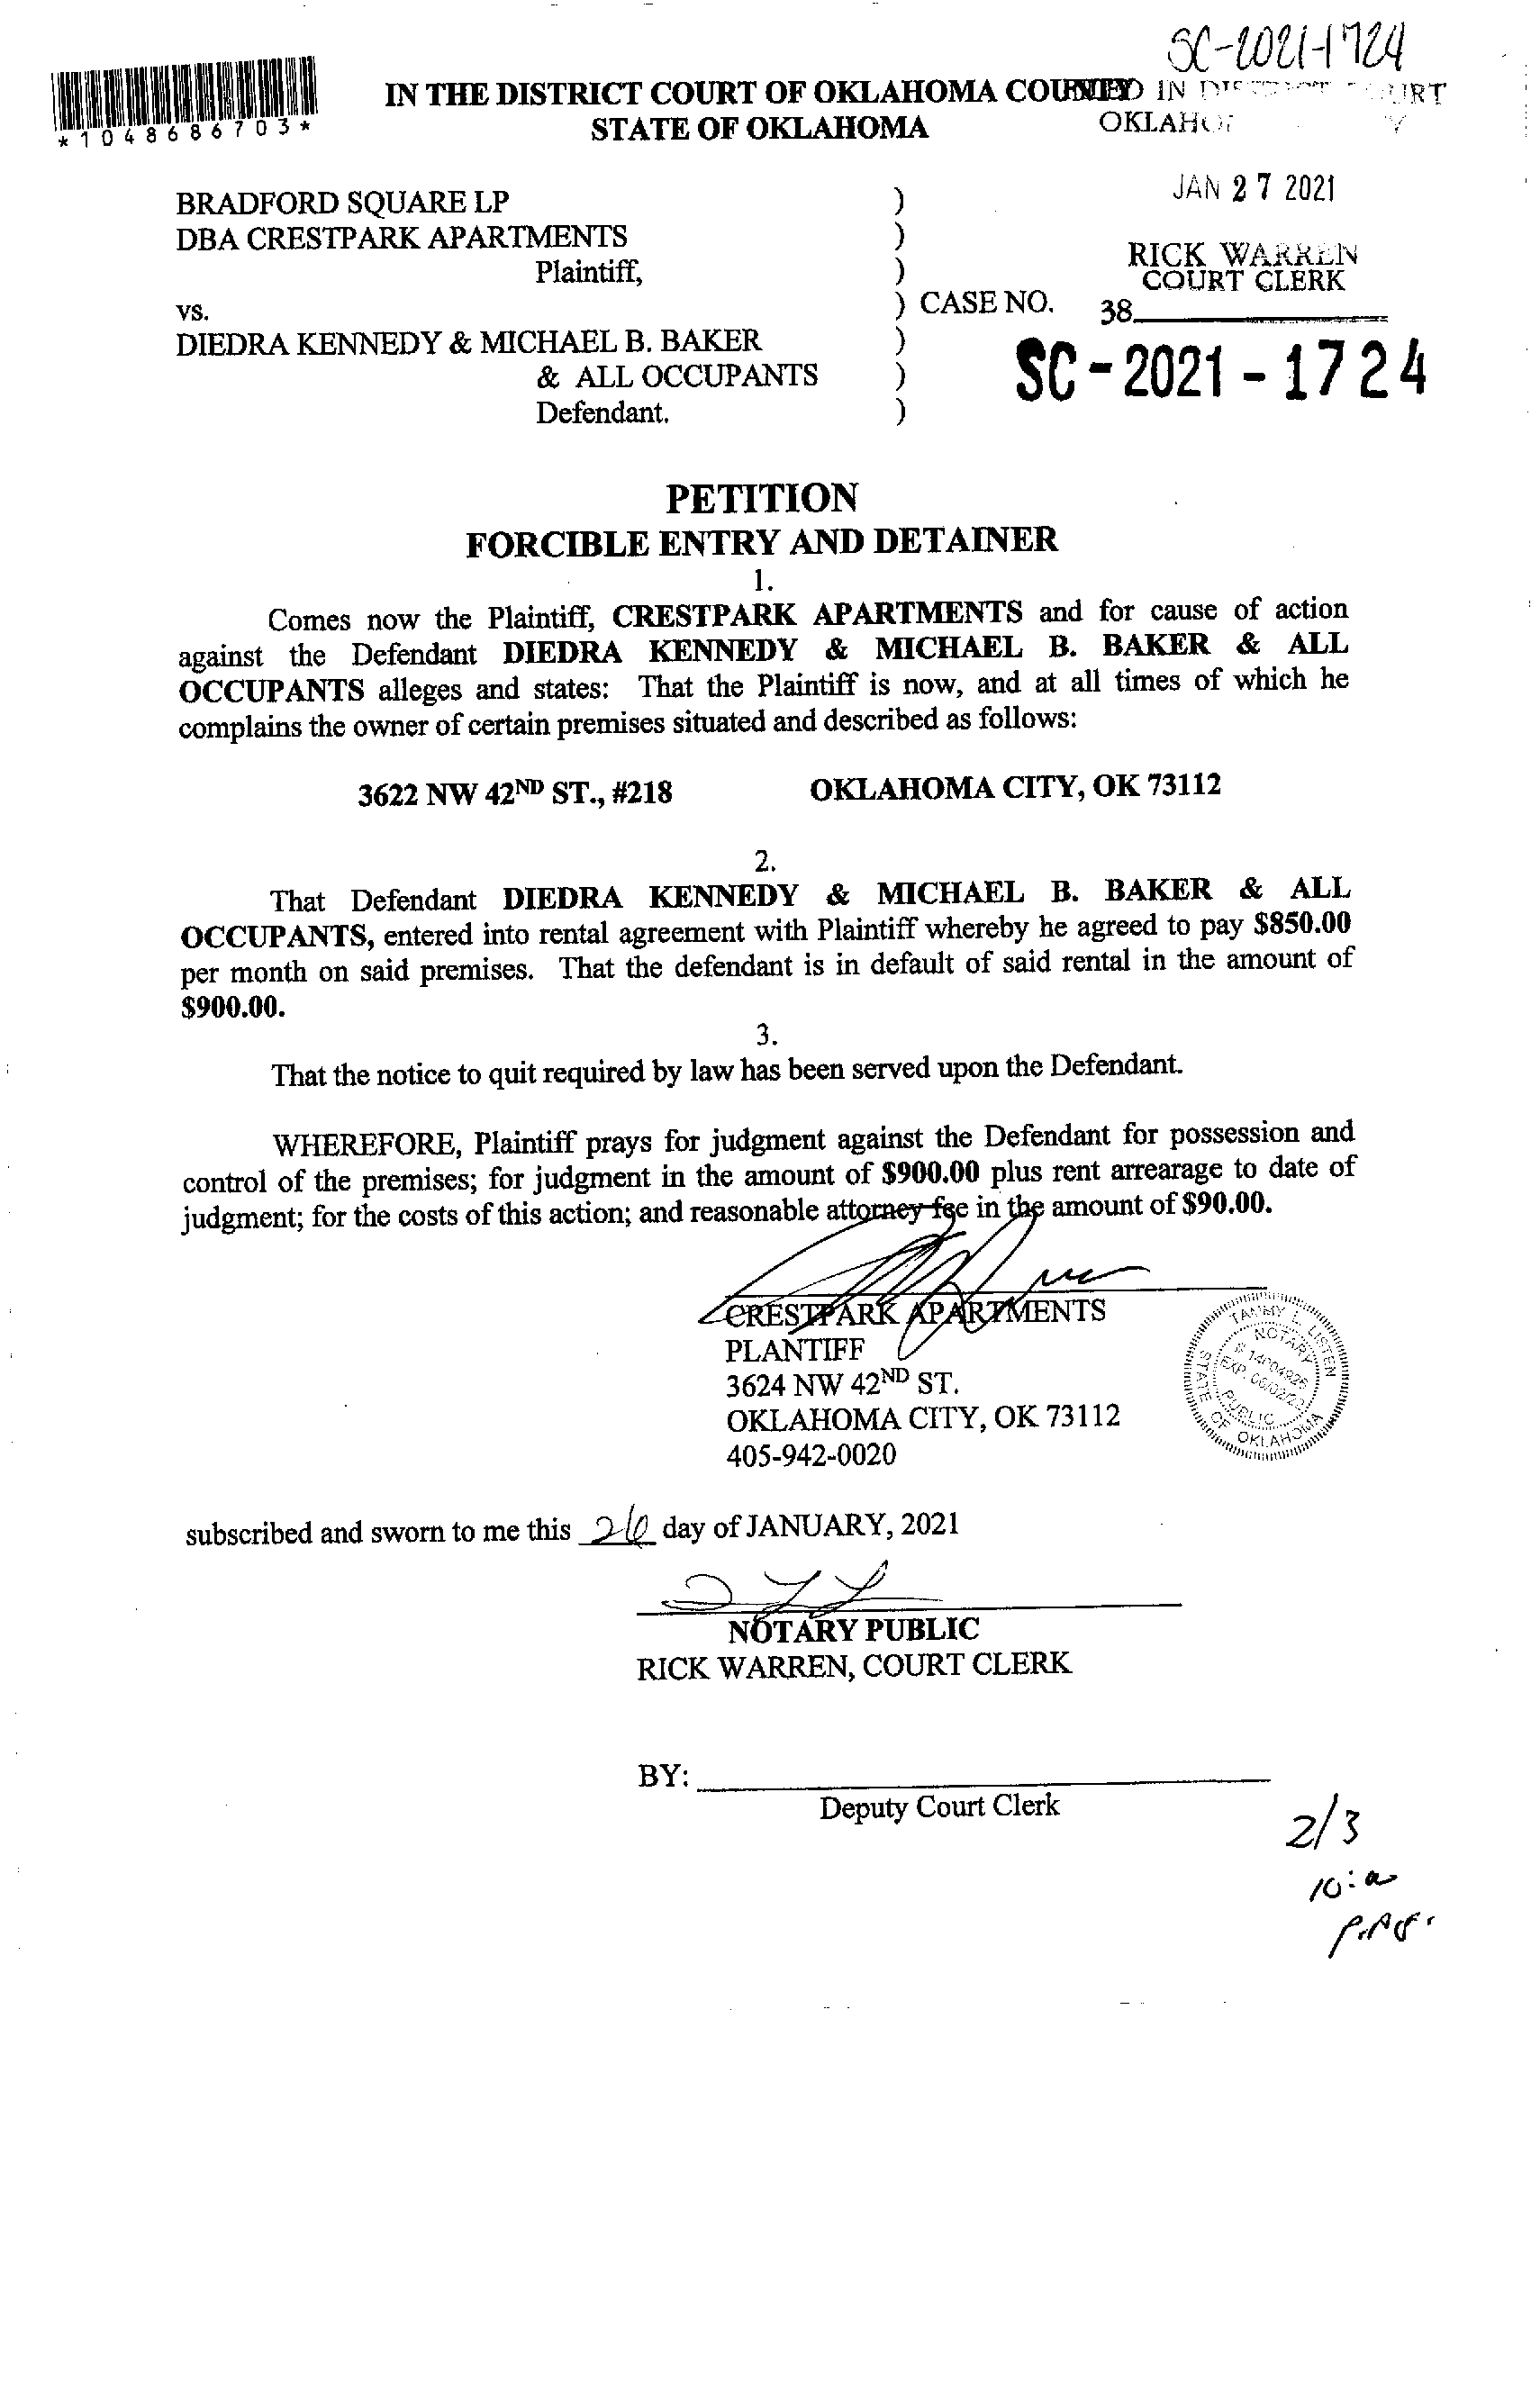 SC-2021-1724
*1048686703*
IN THE DISTRICT COURT OF OKLAHOMA COUNTY
STATE OF OKLAHOMA
IN DISTRICT COURT
JAN 27 2021
RICK WARREN
COURT CLERK
38
BRADFORD SQUARE LP )
DBA CRESTPARK APARTMENTS )
Plaintiff, )
vs. ) CASE NO.
DIEDRA KENNEDY & MICHAEL B. BAKER )
& ALL OCCUPANTS )
Defendant. )
SC-2021-1724
PETITION
FORCIBLE ENTRY AND DETAINER
1.
Comes now the Plaintiff, CRESTPARK APARTMENTS and for cause of action
against the Defendant DIEDRA KENNEDY & MICHAEL B. BAKER & ALL
OCCUPANTS alleges and states: That the Plaintiff is now, and at all times of which he
complains the owner of certain premises situated and described as follows:
3622 NW 42ND ST., #218 OKLAHOMA CITY, OK 73112
2.
That Defendant DIEDRA KENNEDY & MICHAEL B. BAKER & ALL
OCCUPANTS, entered into rental agreement with Plaintiff whereby he agreed to pay $850.00
per month on said premises. That the defendant is in default of said rental in the amount of
$900.00.
3.
That the notice to quit required by law has been served upon the Defendant.
WHEREFORE, Plaintiff prays for judgment against the Defendant for possession and
control of the premises; for judgment in the amount of $900.00 plus rent arrearage to date of
judgment; for the costs of this action; and reasonable attorney fee in the amount of $90.00.
CRESTPARK APARTMENTS
PLANTIFF
3624 NW 42ND ST.
OKLAHOMA CITY, OK 73112
405-942-0020
TAMMY L. LISTEN
NOTARY
# 14004926
EXP. 06/02/22
PUBLIC
STATE OF OKLAHOMA
subscribed and sworn to me this 26 day of JANUARY, 2021
NOTARY PUBLIC
RICK WARREN, COURT CLERK
BY:
Deputy Court Clerk
2/3
10:a